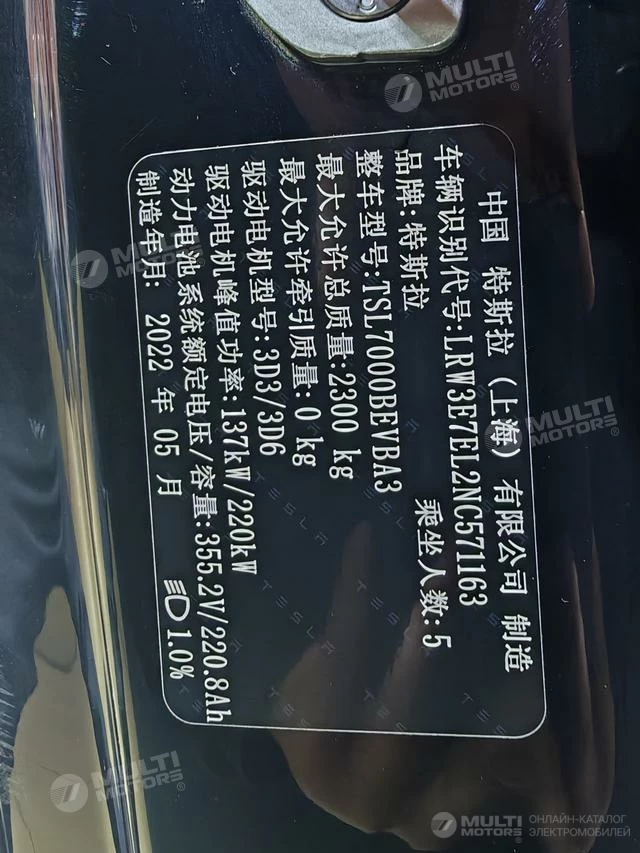 中国 特斯拉（上海）有限公司 制造
车辆识别代号:LRW3E7EL2NC571163
品牌:特斯拉 乘坐人数:5
整车型号:TSL7000BEVBA3
最大允许总质量:2300 kg
最大允许牵引质量:0 kg
驱动电机型号:3D3/3D6
驱动电机峰值功率:137kW/220kW
动力电池系统额定电压/容量:355.2V/220.8Ah
制造年月: 2022 年 05 月 1.0%
MULTI
MOTORS
MULTI
MOTORS
MULTI
MOTORS
MULTI
MOTORS
MULTI
MOTORS
ОНЛАЙН-КАТАЛОГ
ЭЛЕКТРОМОБИЛЕЙ
TESLA